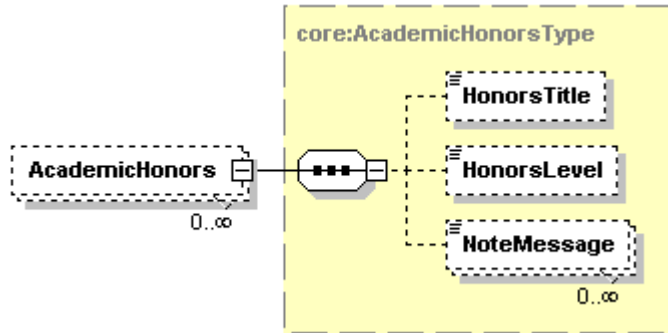 core:AcademicHonorsType
HonorsTitle
AcademicHonors
0..∞
HonorsLevel
NoteMessage
0..∞